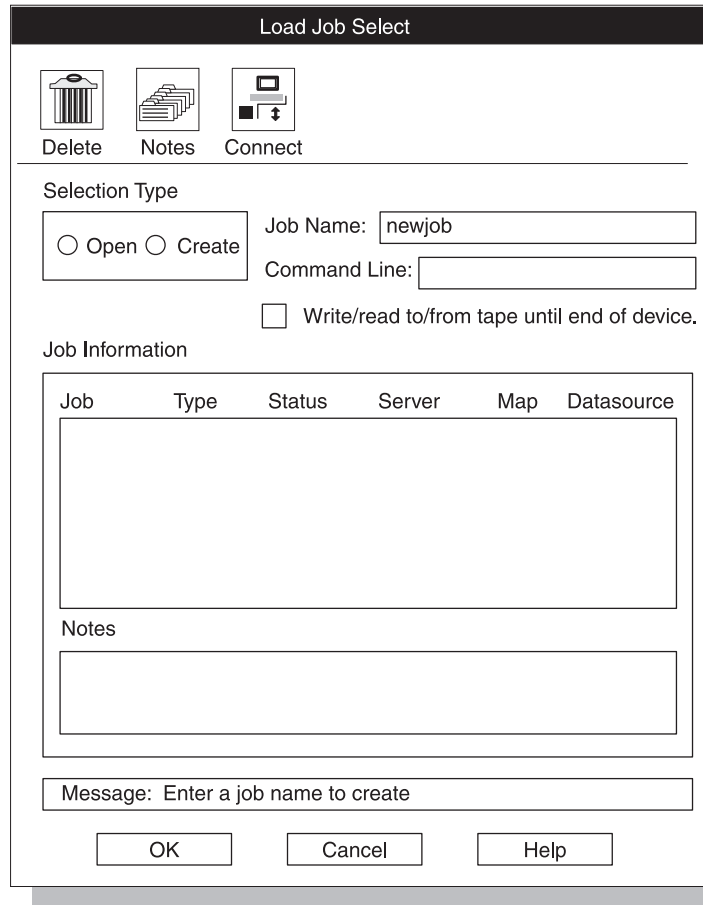 Load Job Select
Delete Notes Connect
Selection Type
Open Create
Job Name: newjob
Command Line:
Write/read to/from tape until end of device.
Job Information
Job Type Status Server Map Datasource
Notes
Message: Enter a job name to create
OK Cancel Help